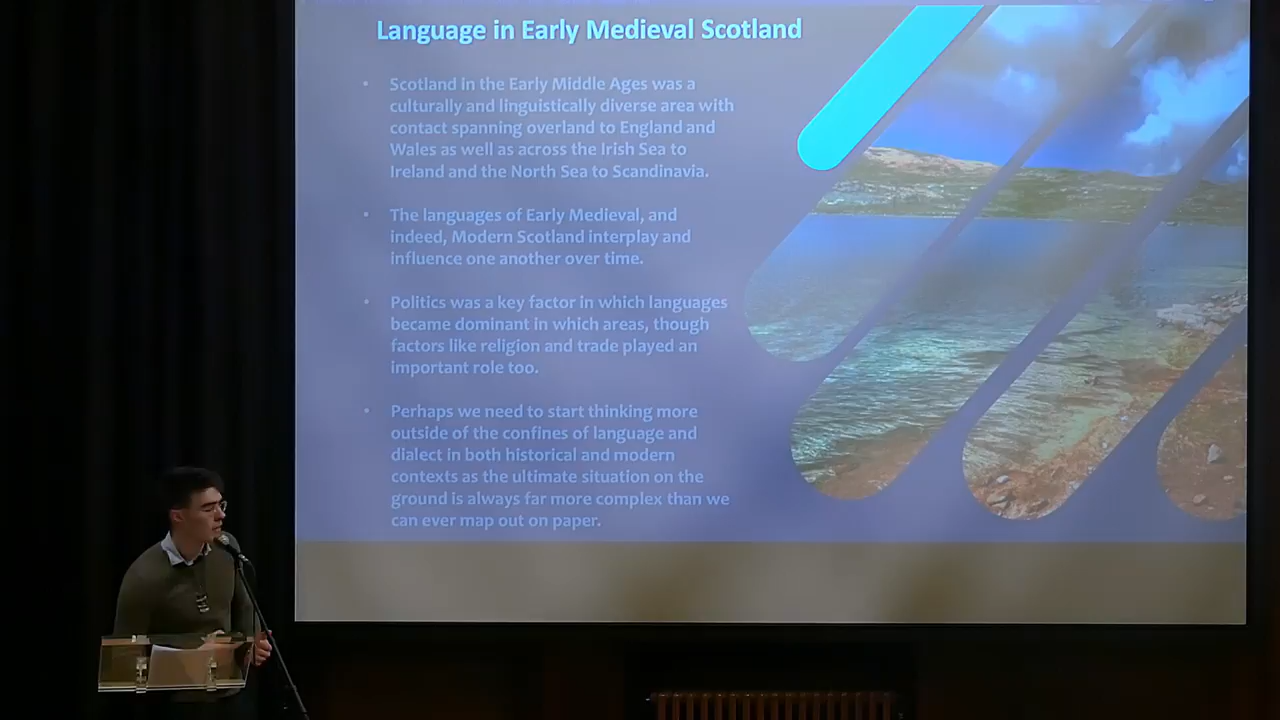 Language in Early Medieval Scotland
• Scotland in the Early Middle Ages was a
culturally and linguistically diverse area with
contact spanning overland to England and
Wales as well as across the Irish Sea to
Ireland and the North Sea to Scandinavia.
• The languages of Early Medieval, and
indeed, Modern Scotland interplay and
influence one another over time.
• Politics was a key factor in which languages
became dominant in which areas, though
factors like religion and trade played an
important role too.
• Perhaps we need to start thinking more
outside of the confines of language and
dialect in both historical and modern
contexts as the ultimate situation on the
ground is always far more complex than we
can ever map out on paper.